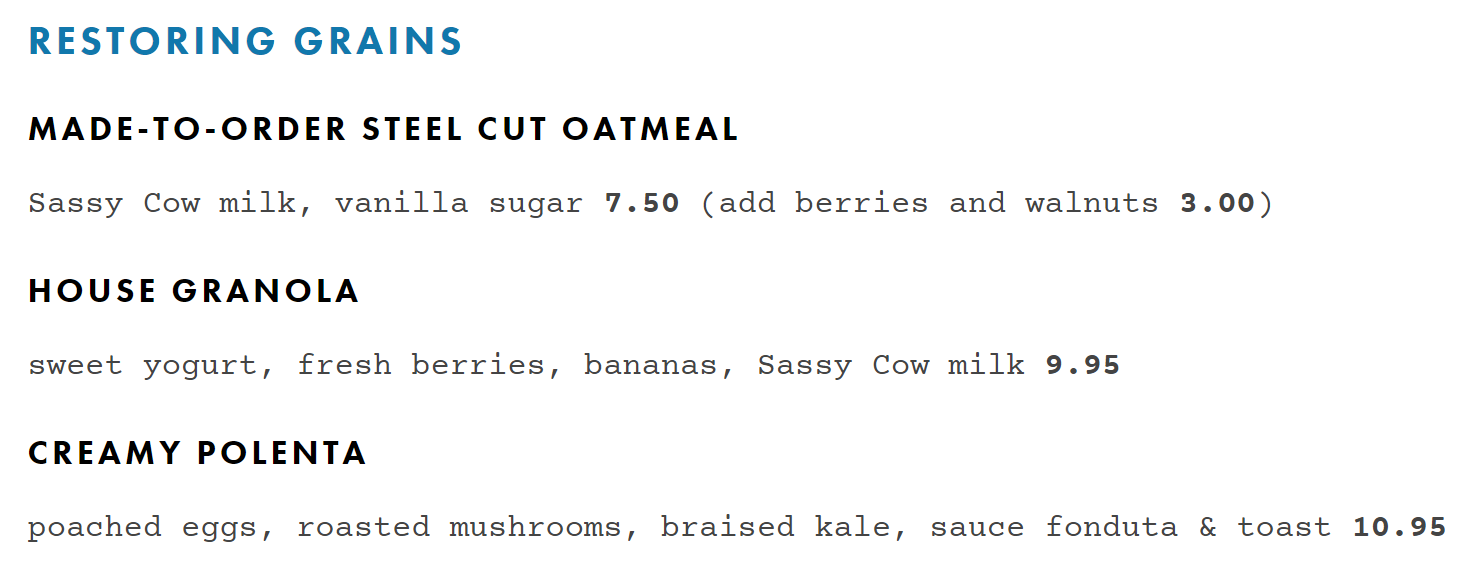 RESTORING GRAINS
MADE-TO-ORDER STEEL CUT OATMEAL
Sassy Cow milk, vanilla sugar 7.50 (add berries and walnuts 3.00)
HOUSE GRANOLA
sweet yogurt, fresh berries, bananas, Sassy Cow milk 9.95
CREAMY POLENTA
poached eggs, roasted mushrooms, braised kale, sauce fonduta & toast 10.95